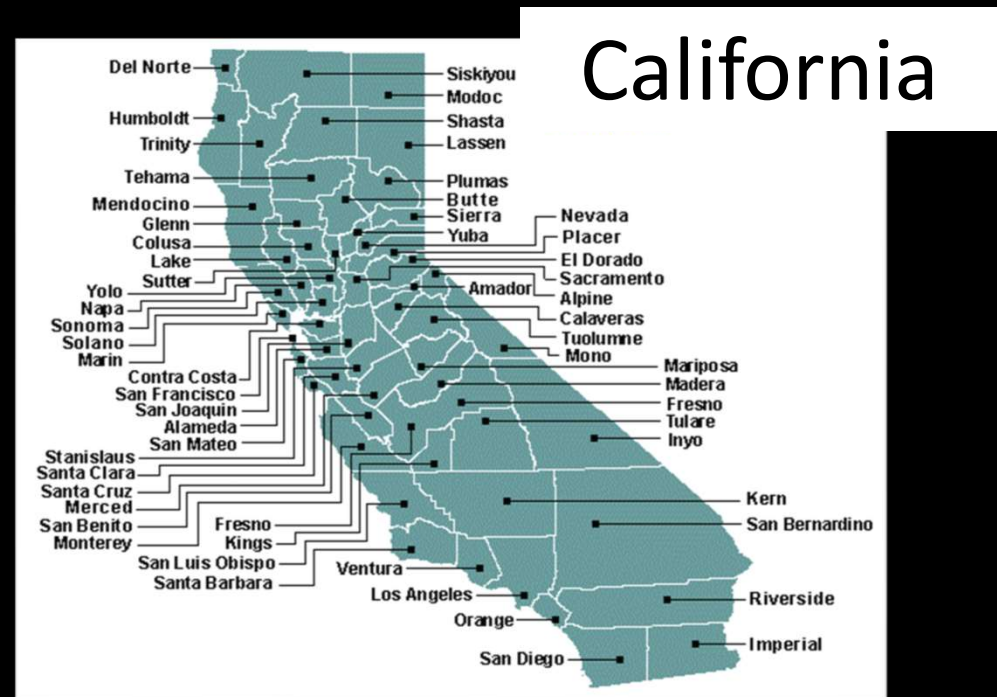 California
Del Norte
Siskiyou
Modoc
Humboldt
Shasta
Trinity
Lassen
Tehama
Plumas
Mendocino
Butte
Sierra
Nevada
Glenn
Yuba
Placer
Colusa
Lake
El Dorado
Sutter
Sacramento
Yolo
Amador
Alpine
Napa
Calaveras
Sonoma
Tuolumne
Solano
Mono
Marin
Mariposa
Contra Costa
Madera
San Francisco
Fresno
San Joaquin
Tulare
Alameda
Inyo
San Mateo
Stanislaus
Santa Clara
Santa Cruz
Kern
Merced
San Benito
Fresno
San Bernardino
Monterey
Kings
San Luis Obispo
Ventura
Santa Barbara
Los Angeles
Riverside
Orange
Imperial
San Diego